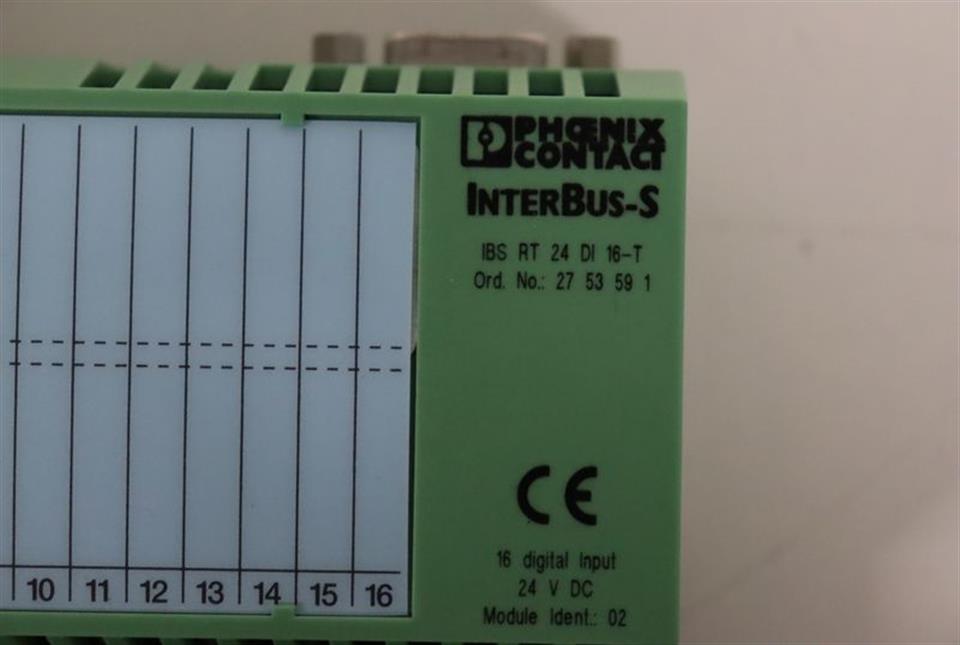 PHŒNIX
CONTACT
INTERBUS-S
IBS RT 24 DI 16-T
Ord. No.: 27 53 59 1
CE
16 digital Input
24 V DC
Module Ident.: 02
10 11 12 13 14 15 16